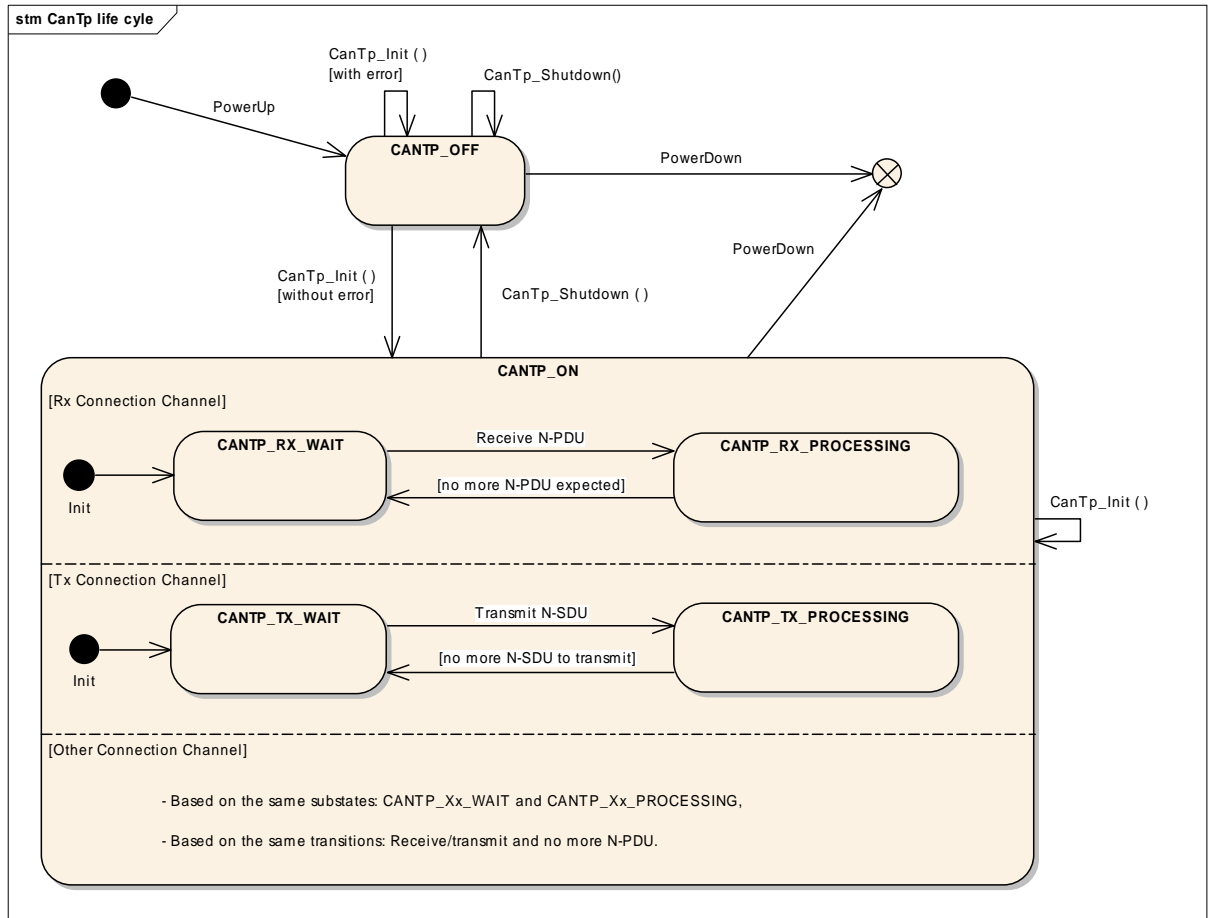 stm CanTp life cyle
CanTp_Init ( )
[with error]
CanTp_Shutdown()
PowerUp
CANTP_OFF
PowerDown
PowerDown
CanTp_Init ( )
[without error]
CanTp_Shutdown ( )
CANTP_ON
[Rx Connection Channel]
CANTP_RX_WAIT
Receive N-PDU
CANTP_RX_PROCESSING
[no more N-PDU expected]
Init
CanTp_Init ( )
[Tx Connection Channel]
CANTP_TX_WAIT
Transmit N-SDU
CANTP_TX_PROCESSING
[no more N-SDU to transmit]
Init
[Other Connection Channel]
- Based on the same substates: CANTP_Xx_WAIT and CANTP_Xx_PROCESSING,
- Based on the same transitions: Receive/transmit and no more N-PDU.